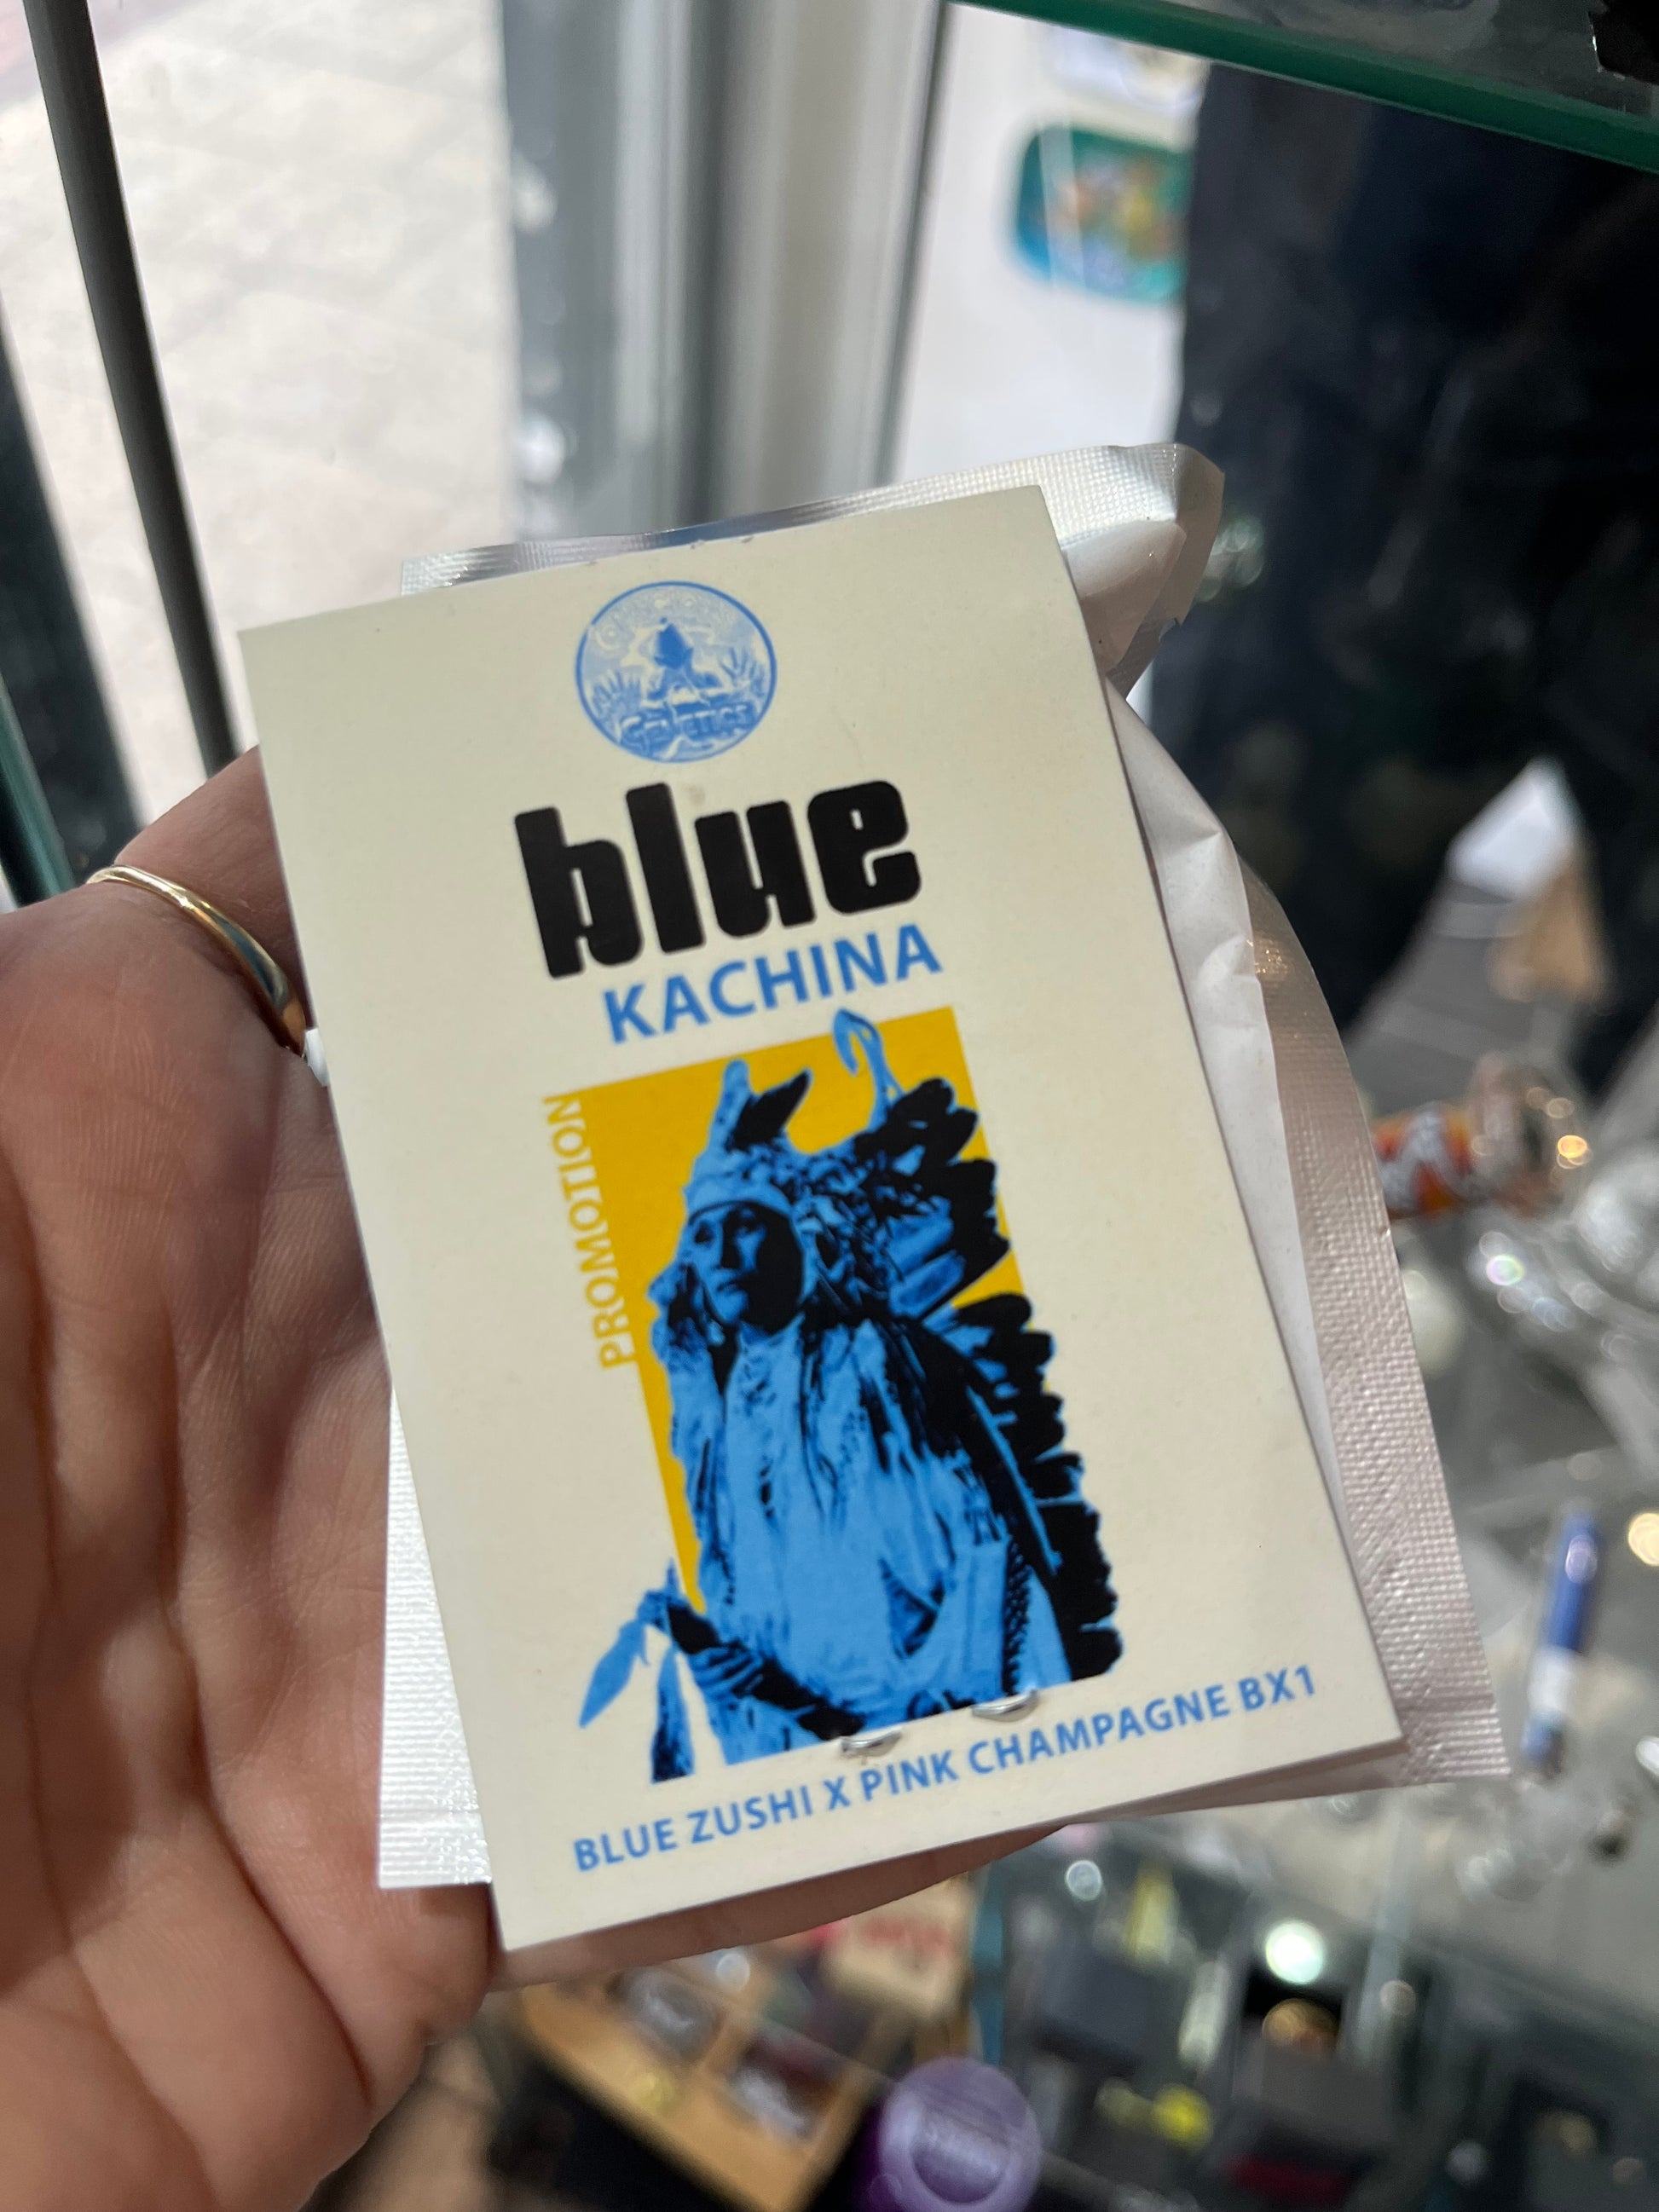 blue
KACHINA
PROMOTION
BLUE ZUSHI X PINK CHAMPAGNE BX1